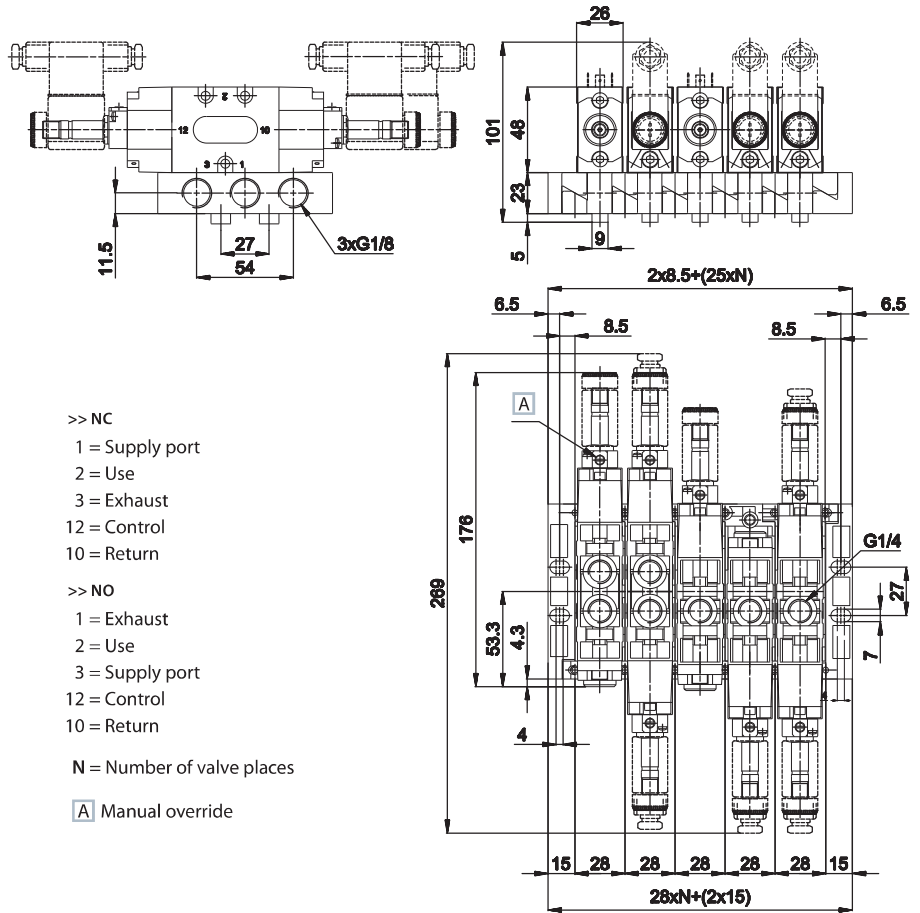 26
2
12
10
3
1
101
48
23
5
9
11.5
27
54
3xG1/8
2x8.5+(25xN)
6.5
6.5
8.5
8.5
A
>> NC
1 = Supply port
2 = Use
3 = Exhaust
12 = Control
10 = Return
>> NO
1 = Exhaust
2 = Use
3 = Supply port
12 = Control
10 = Return
N = Number of valve places
A Manual override
269
176
53.3
4.3
4
G1/4
27
7
15
28
28
28
28
28
15
28xN+(2x15)